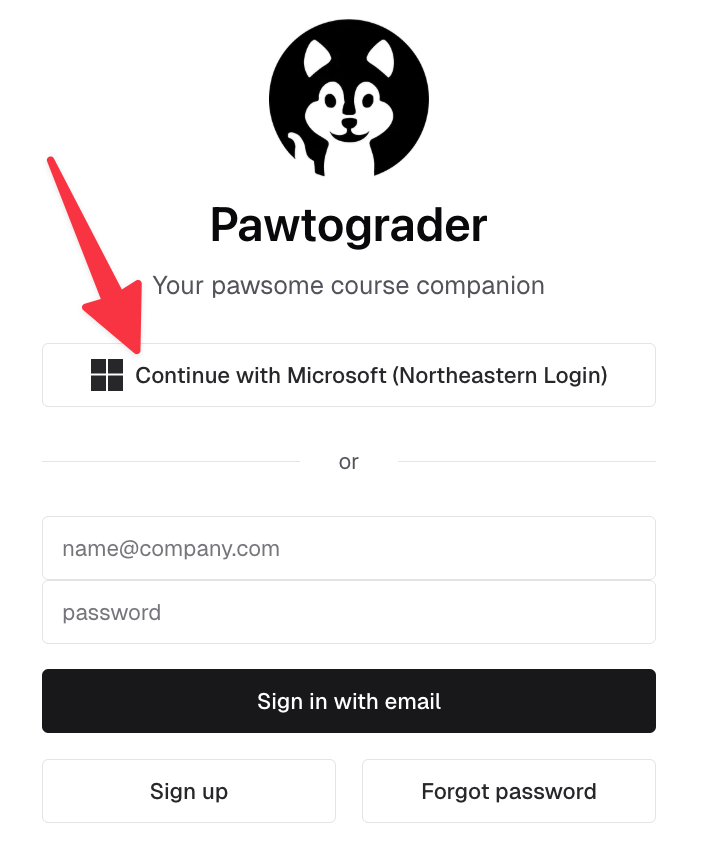 Pawtograder
Your pawsome course companion
Continue with Microsoft (Northeastern Login)
or
name@company.com
password
Sign in with email
Sign up
Forgot password